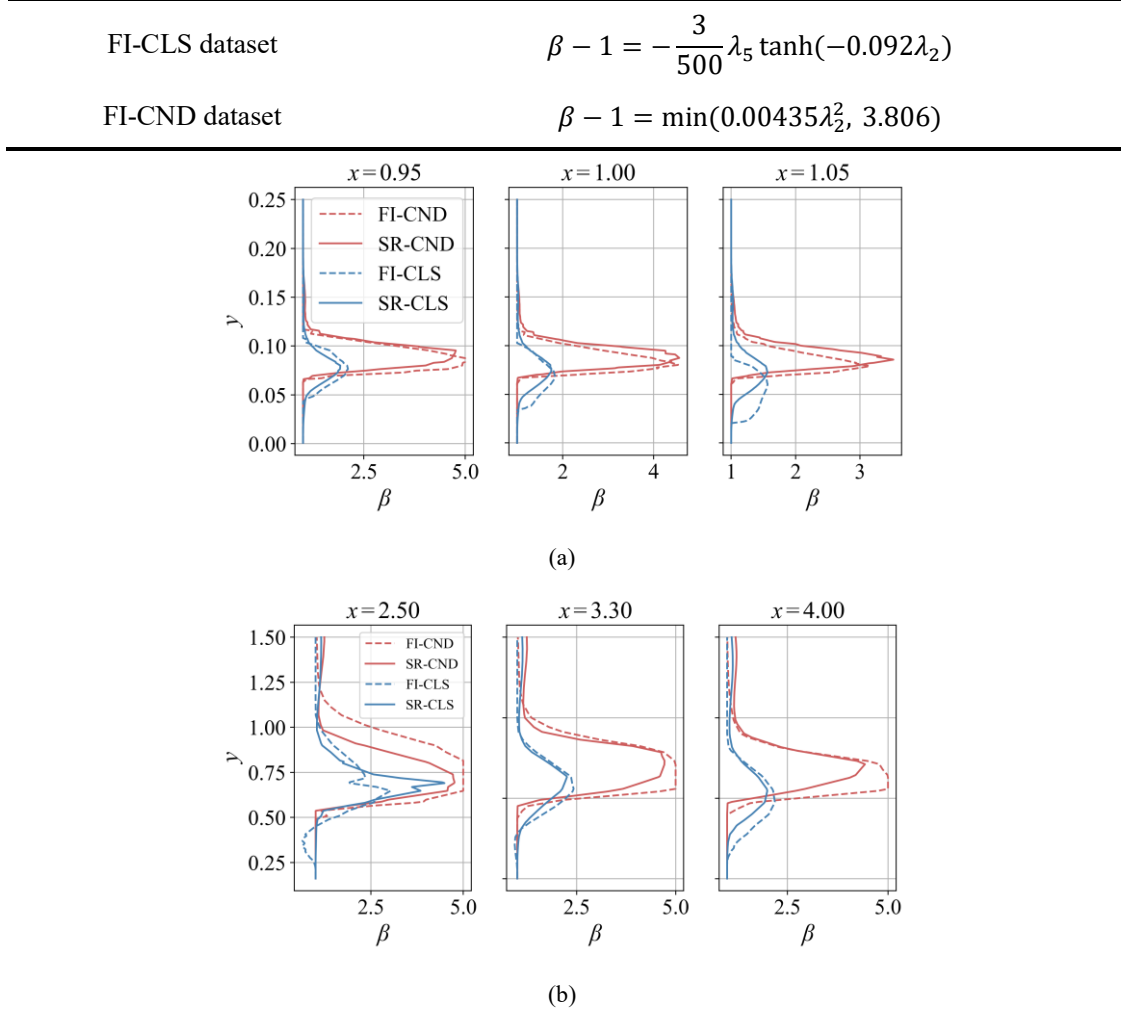 FI-CLS dataset β − 1 = −3/500 λ₅ tanh(−0.092λ₂)
FI-CND dataset β − 1 = min(0.00435λ₂², 3.806)
x=0.95 x=1.00 x=1.05
0.25
0.20
0.15
0.10
0.05
0.00
y
FI-CND
SR-CND
FI-CLS
SR-CLS
2.5 5.0 2 4 1 2 3
β β β
(a)
x=2.50 x=3.30 x=4.00
1.50
1.25
1.00
0.75
0.50
0.25
y
FI-CND
SR-CND
FI-CLS
SR-CLS
2.5 5.0 2.5 5.0 2.5 5.0
β β β
(b)